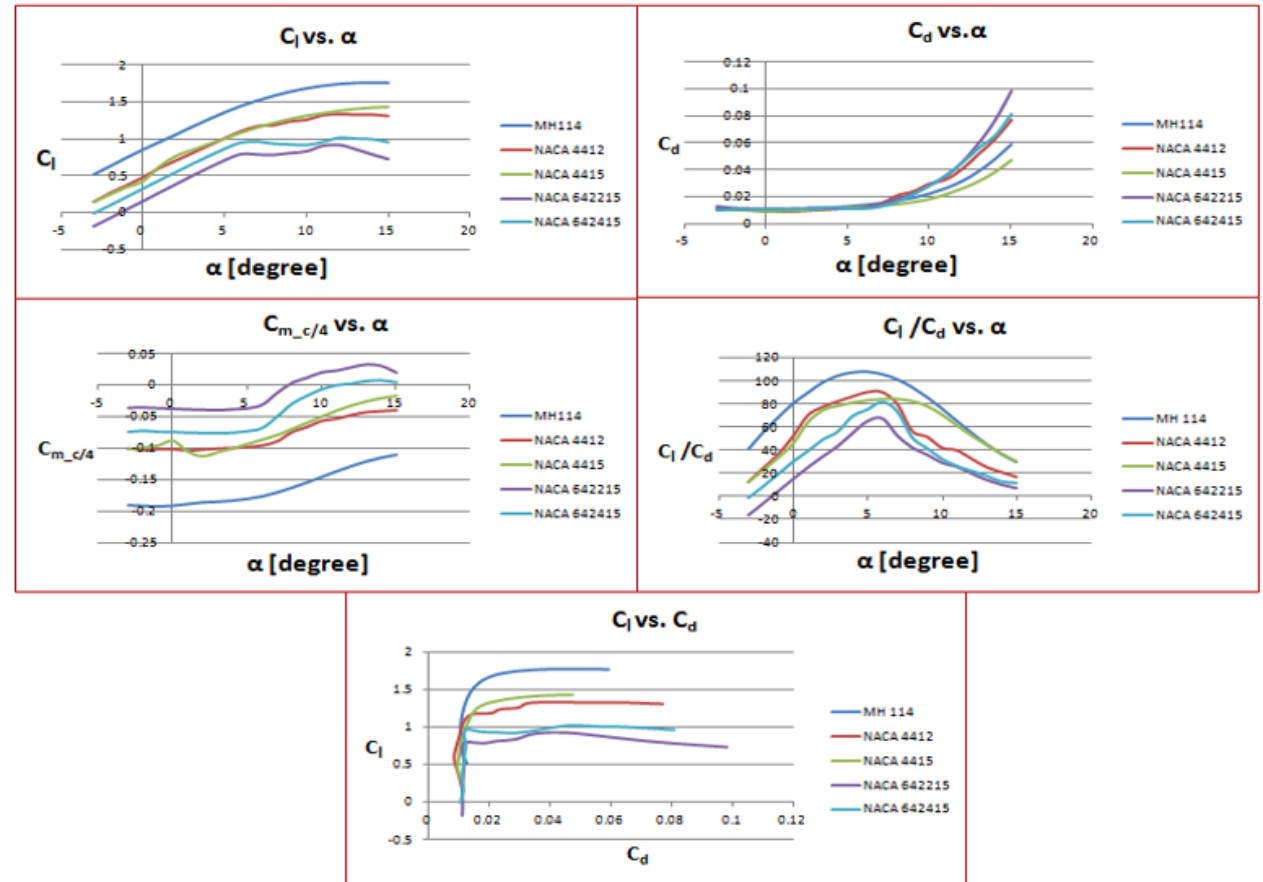 Cl vs. α
2
1.5
1
0.5
0
-0.5
-5
0
5
10
15
20
Cl
α [degree]
MH114
NACA 4412
NACA 4415
NACA 642215
NACA 642415
Cd vs.α
0.12
0.1
0.08
0.06
0.04
0.02
0
-5
0
5
10
15
20
Cd
α [degree]
MH114
NACA 4412
NACA 4415
NACA 642215
NACA 642415
Cm_c/4 vs. α
0.05
0
-0.05
-0.1
-0.15
-0.2
-0.25
-5
0
5
10
15
20
Cm_c/4
α [degree]
MH114
NACA 4412
NACA 4415
NACA 642215
NACA 642415
Cl /Cd vs. α
120
100
80
60
40
20
0
-20
-40
-5
0
5
10
15
20
Cl /Cd
α [degree]
MH 114
NACA 4412
NACA 4415
NACA 642215
NACA 642415
Cl vs. Cd
2
1.5
1
0.5
0
-0.5
0
0.02
0.04
0.06
0.08
0.1
0.12
Cl
Cd
MH 114
NACA 4412
NACA 4415
NACA 642215
NACA 642415